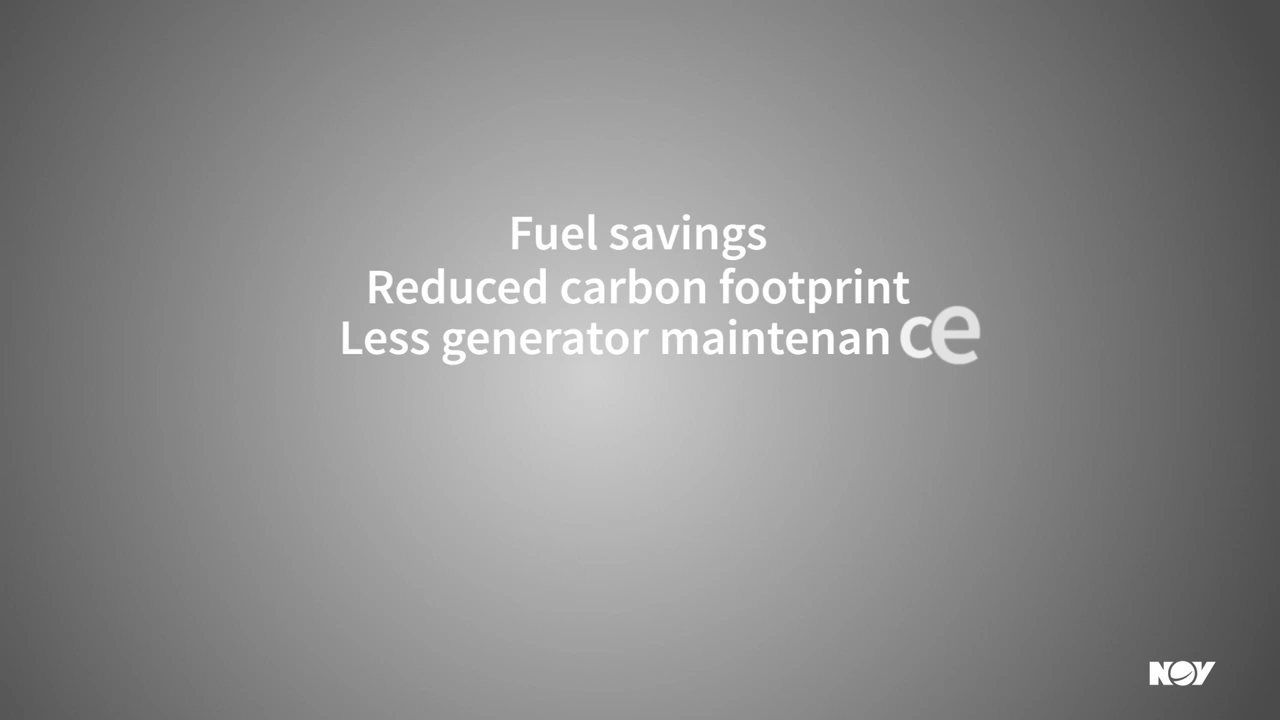 Fuel savings
Reduced carbon footprint
Less generator maintenance
NOV